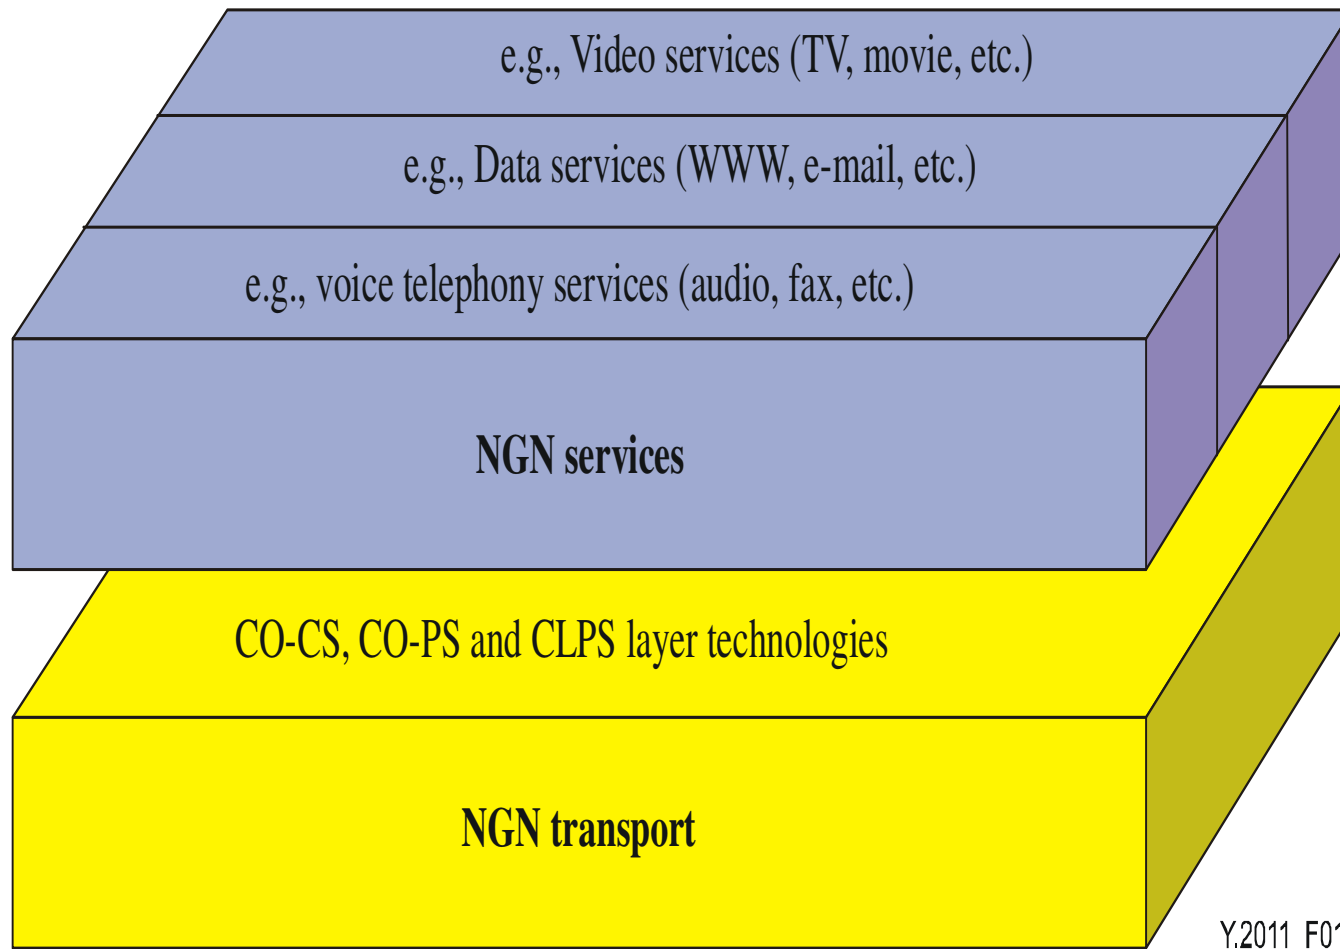 e.g., Video services (TV, movie, etc.)
e.g., Data services (WWW, e-mail, etc.)
e.g., voice telephony services (audio, fax, etc.)
NGN services
CO-CS, CO-PS and CLPS layer technologies
NGN transport
Y.2011_F01